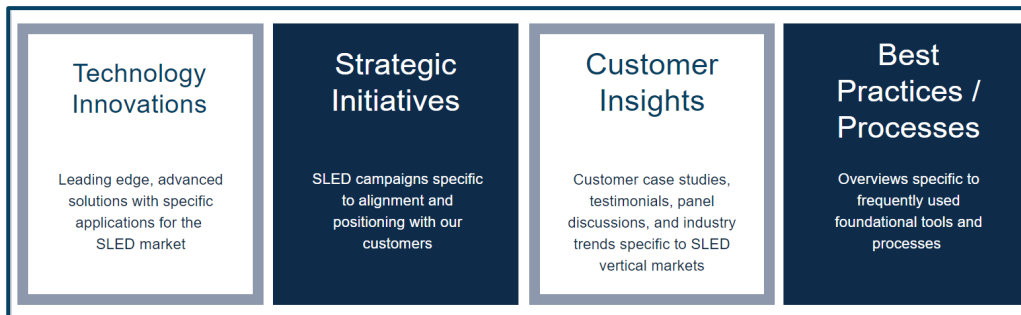 Technology
Innovations
Leading edge, advanced
solutions with specific
applications for the
SLED market
Strategic
Initiatives
SLED campaigns specific
to alignment and
positioning with our
customers
Customer
Insights
Customer case studies,
testimonials, panel
discussions, and industry
trends specific to SLED
vertical markets
Best
Practices /
Processes
Overviews specific to
frequently used
foundational tools and
processes